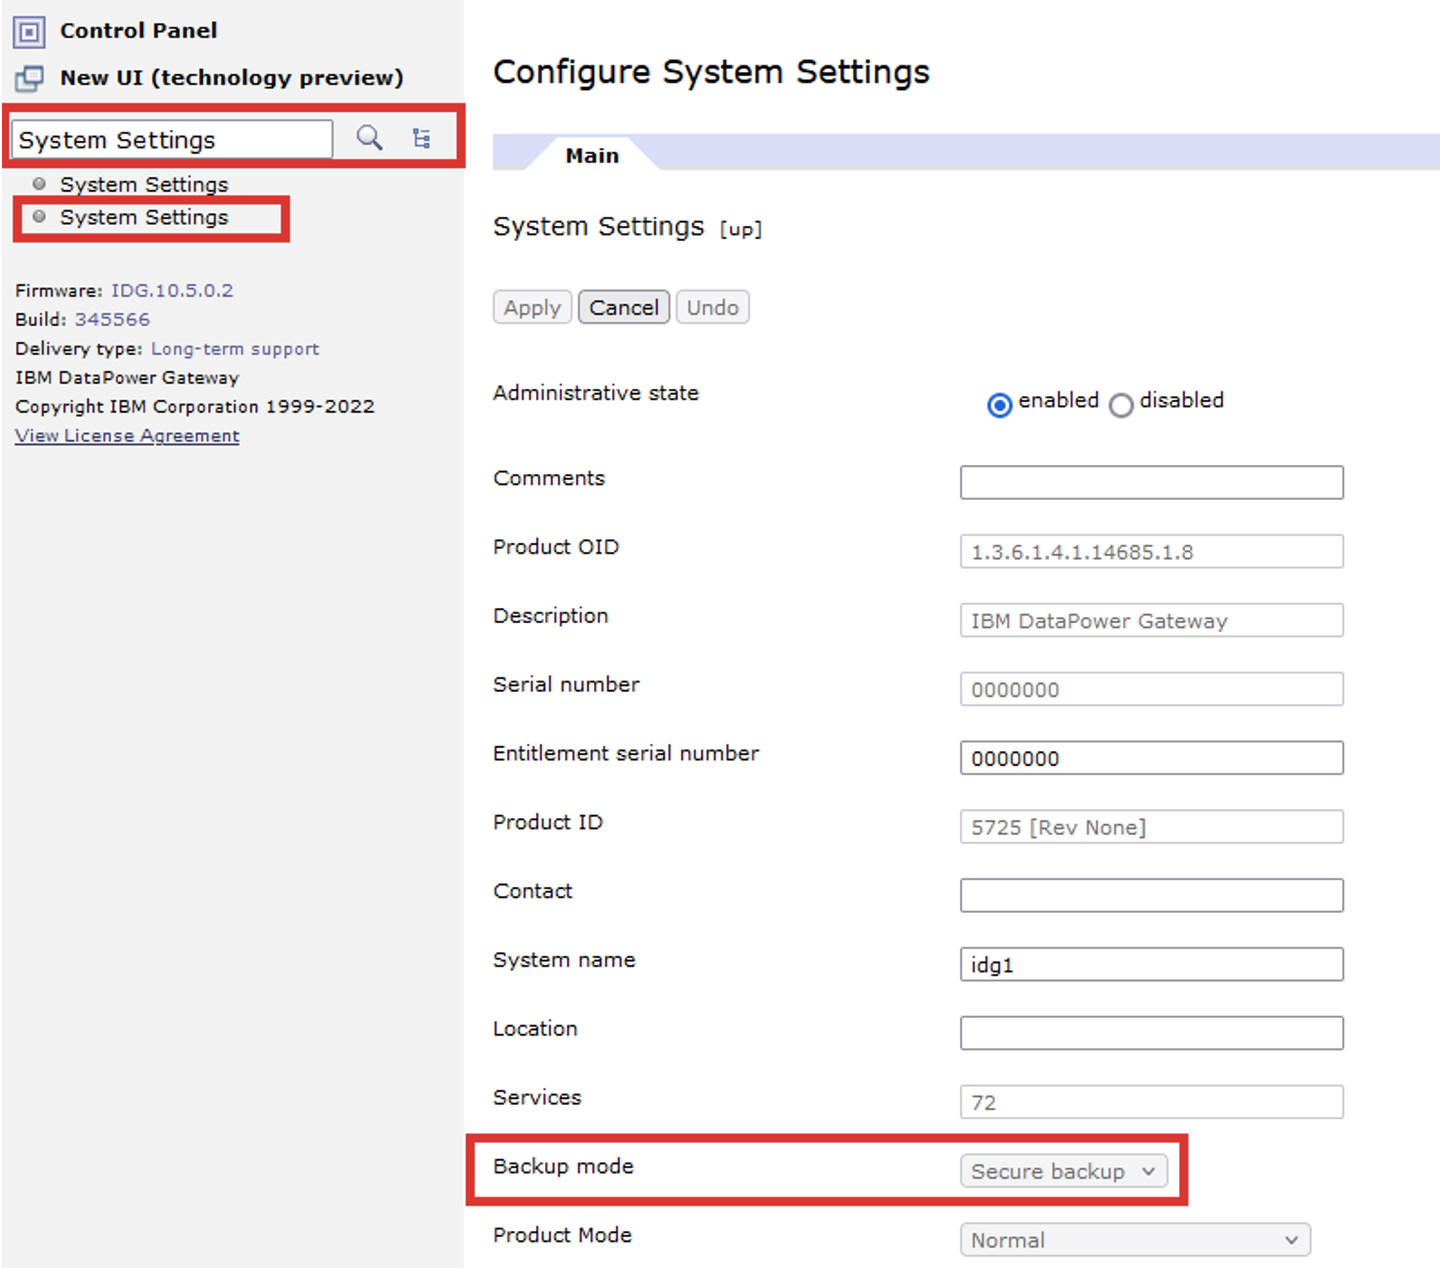 Control Panel
New UI (technology preview)
System Settings
System Settings
System Settings
Firmware: IDG.10.5.0.2
Build: 345566
Delivery type: Long-term support
IBM DataPower Gateway
Copyright IBM Corporation 1999-2022
View License Agreement
Configure System Settings
Main
System Settings [up]
Apply Cancel Undo
Administrative state enabled disabled
Comments
Product OID 1.3.6.1.4.1.14685.1.8
Description IBM DataPower Gateway
Serial number 0000000
Entitlement serial number 0000000
Product ID 5725 [Rev None]
Contact
System name idg1
Location
Services 72
Backup mode Secure backup
Product Mode Normal